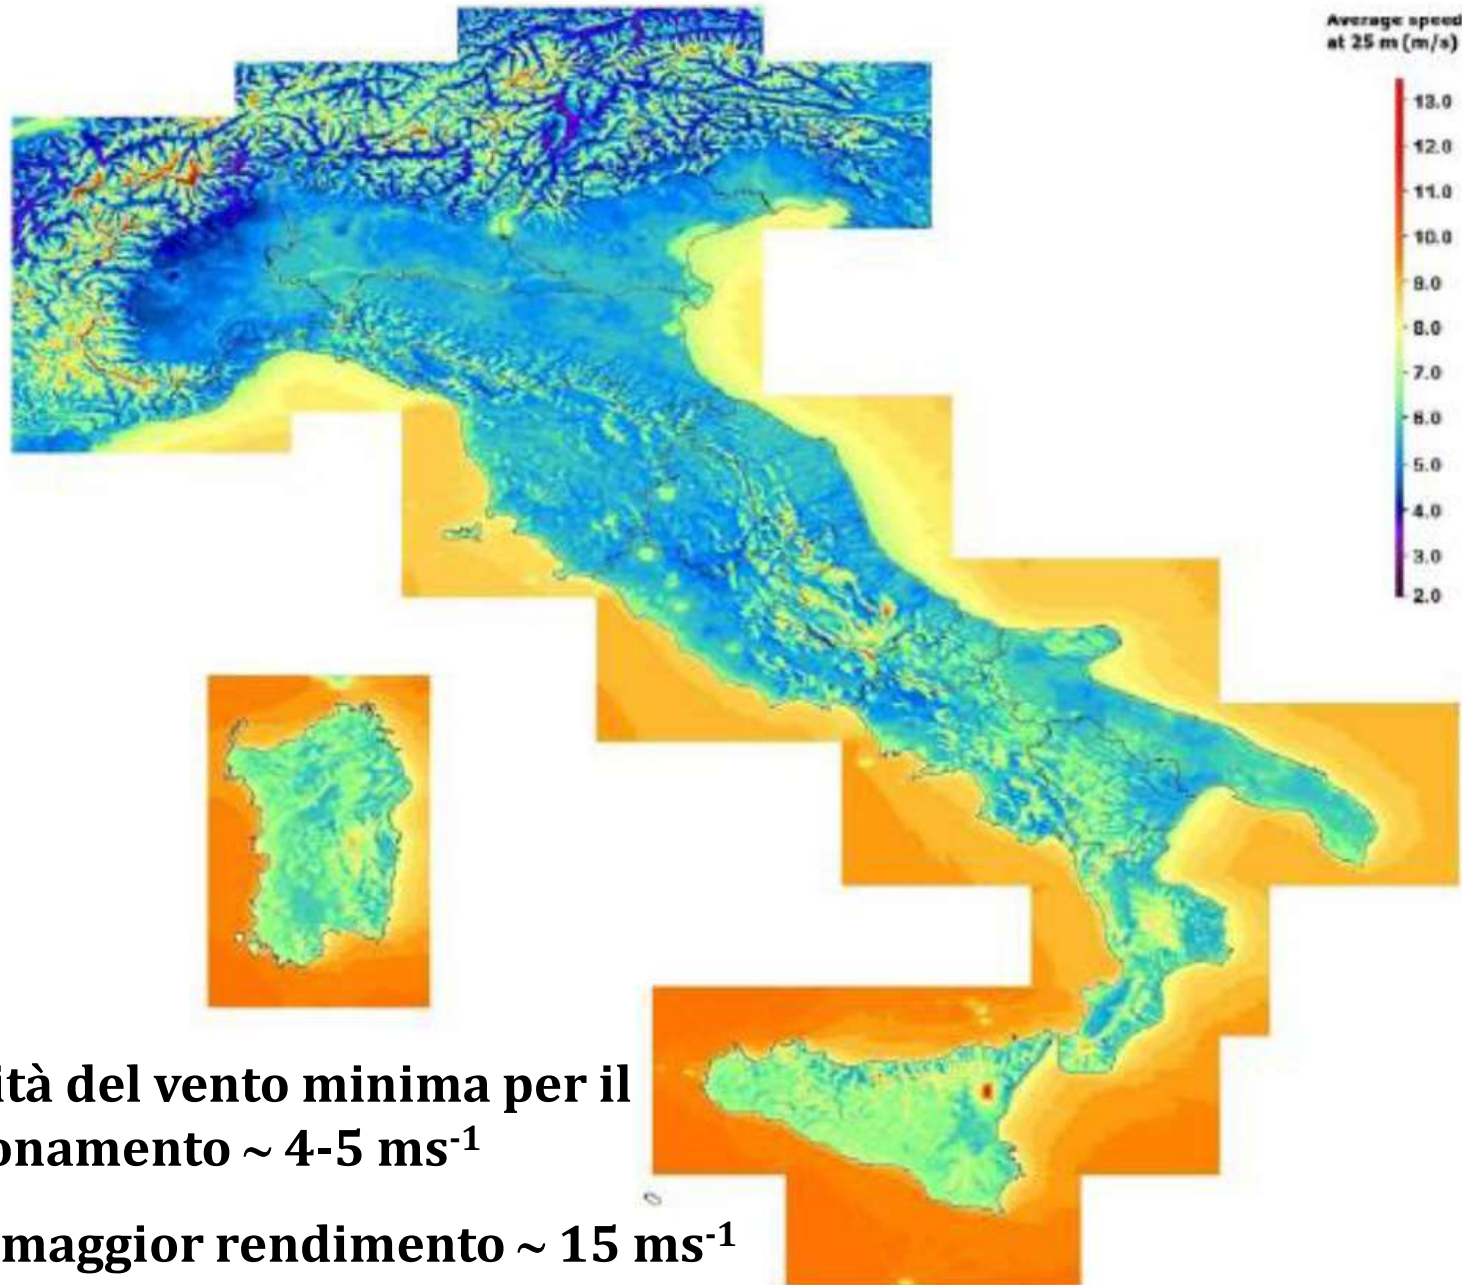 Average speed
at 25 m (m/s)
13.0
12.0
11.0
10.0
9.0
8.0
7.0
6.0
5.0
4.0
3.0
2.0
ità del vento minima per il
onamento ~ 4-5 ms⁻¹
maggior rendimento ~ 15 ms⁻¹